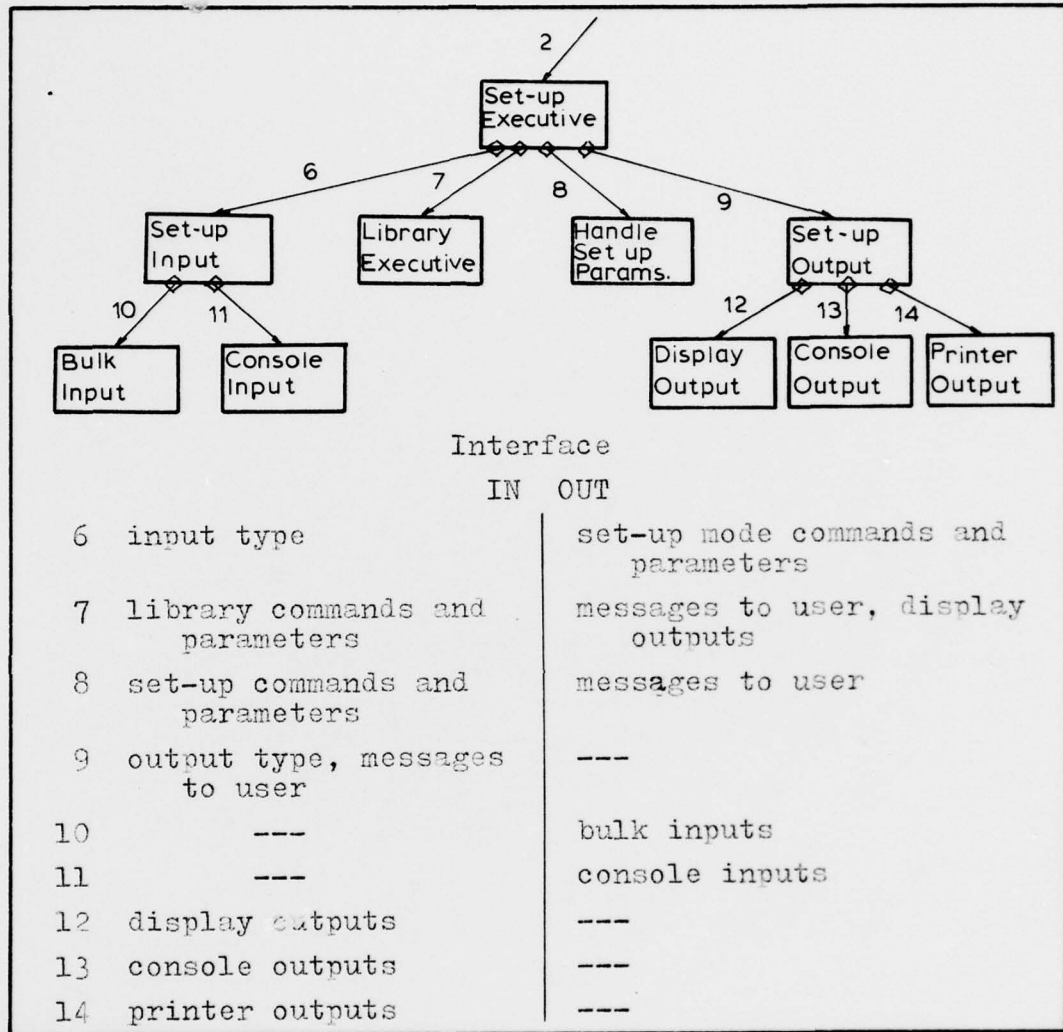 2
Set-up
Executive
6
7
8
9
Set-up
Input
Library
Executive
Handle
Set up
Params.
Set-up
Output
10
11
12
13
14
Bulk
Input
Console
Input
Display
Output
Console
Output
Printer
Output
Interface
IN OUT
6 input type set-up mode commands and
parameters
7 library commands and messages to user, display
parameters outputs
8 set-up commands and messages to user
parameters
9 output type, messages ---
to user
10 --- bulk inputs
11 --- console inputs
12 display outputs ---
13 console outputs ---
14 printer outputs ---